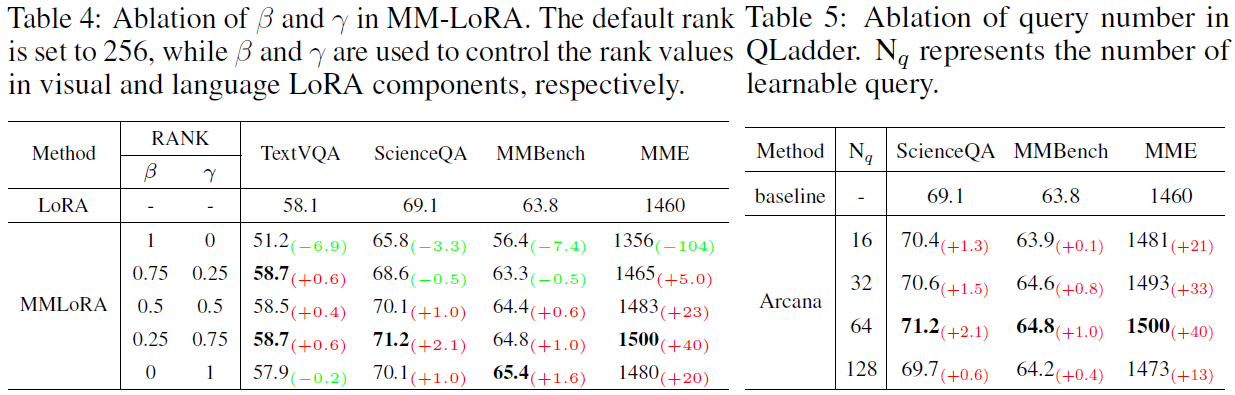 Table 4: Ablation of β and γ in MM-LoRA. The default rank
is set to 256, while β and γ are used to control the rank values
in visual and language LoRA components, respectively.
Method RANK TextVQA ScienceQA MMBench MME
β γ
LoRA - - 58.1 69.1 63.8 1460
MMLoRA
1 0 51.2(−6.9) 65.8(−3.3) 56.4(−7.4) 1356(−104)
0.75 0.25 58.7(+0.6) 68.6(−0.5) 63.3(−0.5) 1465(+5.0)
0.5 0.5 58.5(+0.4) 70.1(+1.0) 64.4(+0.6) 1483(+23)
0.25 0.75 58.7(+0.6) 71.2(+2.1) 64.8(+1.0) 1500(+40)
0 1 57.9(−0.2) 70.1(+1.0) 65.4(+1.6) 1480(+20)
Table 5: Ablation of query number in
QLadder. Nq represents the number of
learnable query.
Method Nq ScienceQA MMBench MME
baseline - 69.1 63.8 1460
Arcana
16 70.4(+1.3) 63.9(+0.1) 1481(+21)
32 70.6(+1.5) 64.6(+0.8) 1493(+33)
64 71.2(+2.1) 64.8(+1.0) 1500(+40)
128 69.7(+0.6) 64.2(+0.4) 1473(+13)